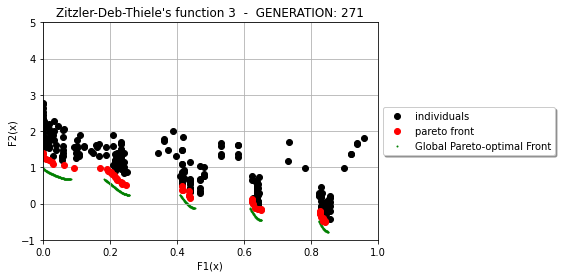 Zitzler-Deb-Thiele's function 3 - GENERATION: 271
5
4
3
2
1
0
−1
F2(x)
0.0 0.2 0.4 0.6 0.8 1.0
F1(x)
individuals
pareto front
Global Pareto-optimal Front